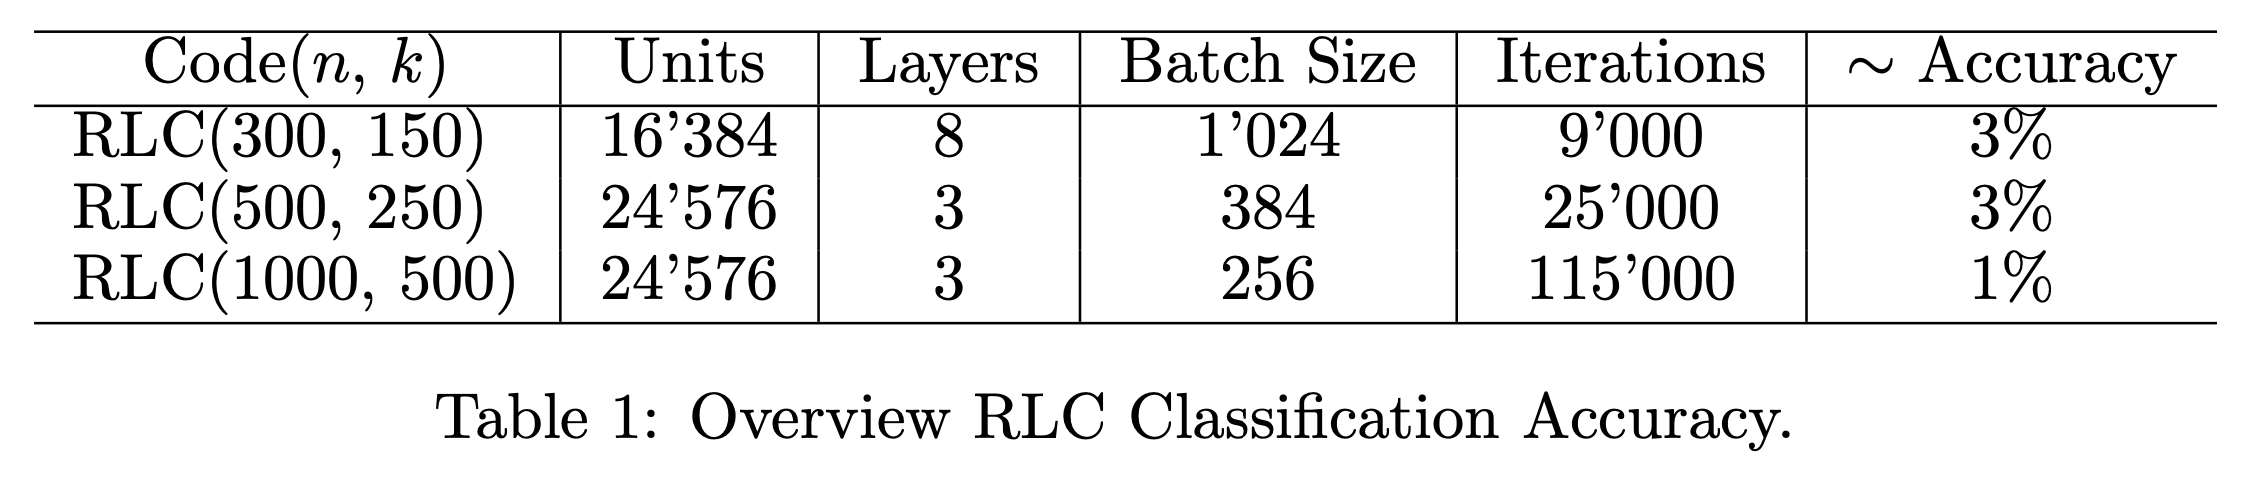 Code(n, k) Units Layers Batch Size Iterations ∼ Accuracy
RLC(300, 150) 16’384 8 1’024 9’000 3%
RLC(500, 250) 24’576 3 384 25’000 3%
RLC(1000, 500) 24’576 3 256 115’000 1%
Table 1: Overview RLC Classification Accuracy.